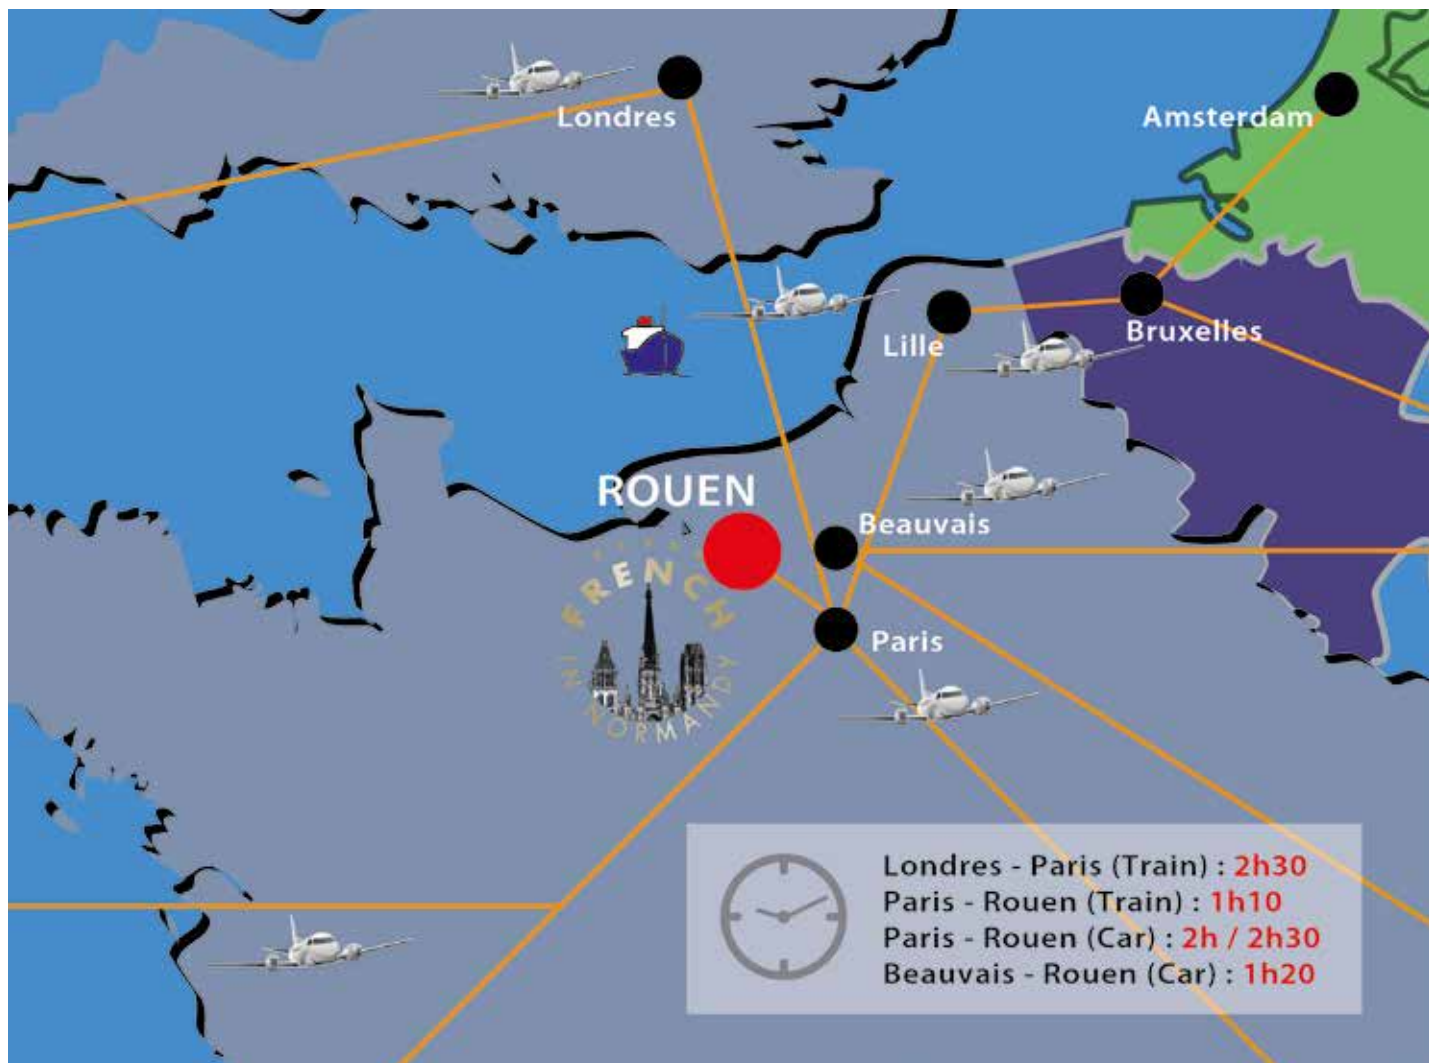 Londres
Amsterdam
Bruxelles
Lille
ROUEN
Beauvais
FRENCH
IN NORMANDY
Paris
Londres - Paris (Train) : 2h30
Paris - Rouen (Train) : 1h10
Paris - Rouen (Car) : 2h / 2h30
Beauvais - Rouen (Car) : 1h20